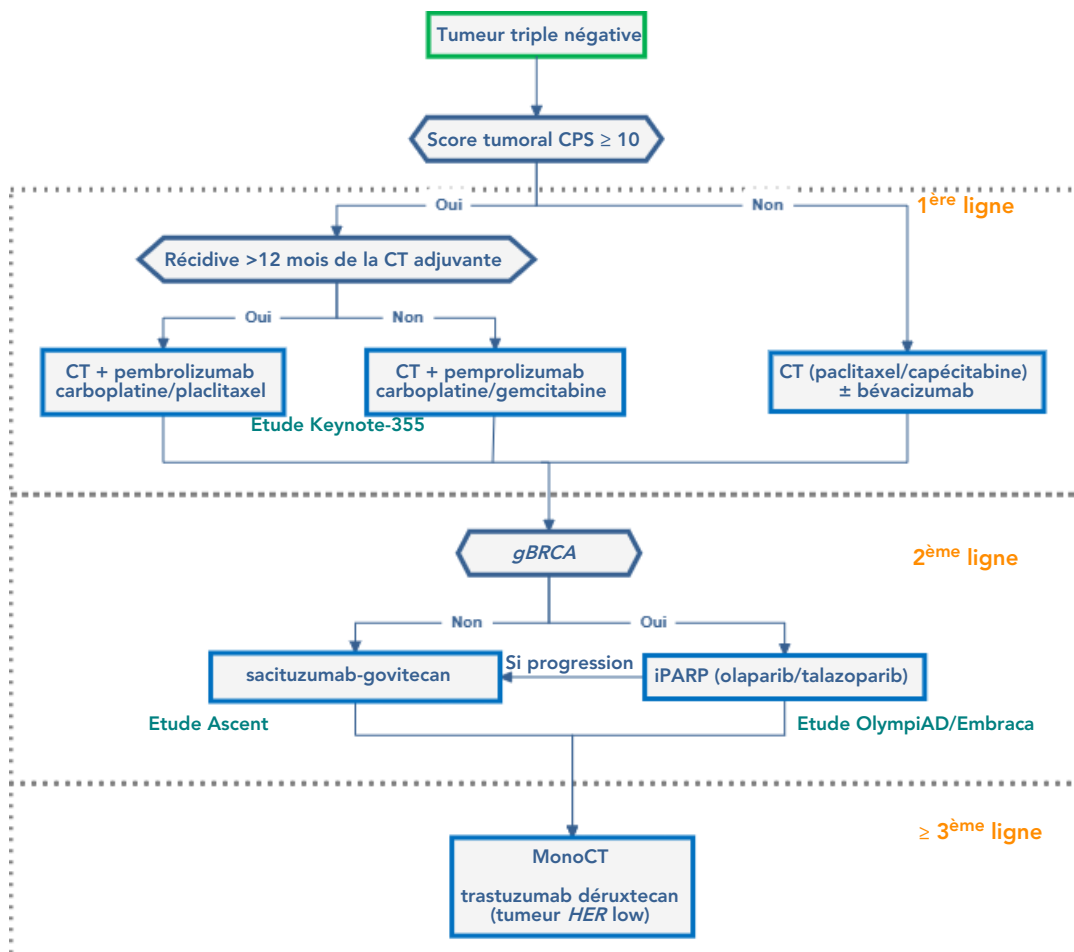 Tumeur triple négative
Score tumoral CPS ≥ 10
1ère ligne
Oui
Non
Récidive >12 mois de la CT adjuvante
Oui
Non
CT + pembrolizumab
carboplatine/placlitaxel
CT + pemprolizumab
carboplatine/gemcitabine
CT (paclitaxel/capécitabine)
± bévacizumab
Etude Keynote-355
gBRCA
2ème ligne
Non
Oui
sacituzumab-govitecan
Si progression
iPARP (olaparib/talazoparib)
Etude Ascent
Etude OlympiAD/Embraca
≥ 3ème ligne
MonoCT
trastuzumab déruxtecan
(tumeur HER low)